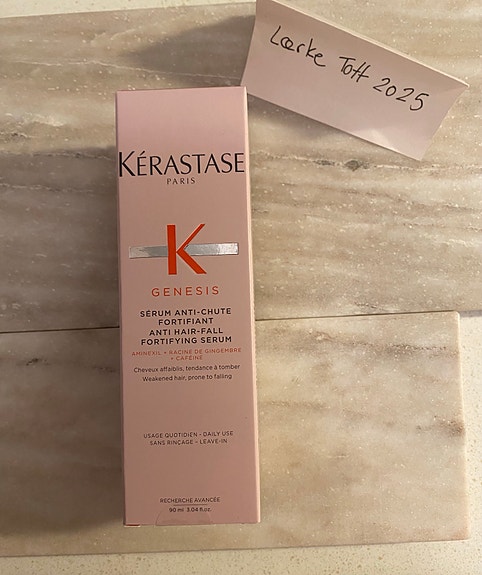 Lærke Toft 2025
KÉRASTASE
PARIS
K
GENESIS
SÉRUM ANTI-CHUTE
FORTIFIANT
ANTI HAIR-FALL
FORTIFYING SERUM
AMINEXIL + RACINE DE GINGEMBRE
+ CAFÉINE
Cheveux affaiblis, tendance à tomber
Weakened hair, prone to falling
USAGE QUOTIDIEN - DAILY USE
SANS RINÇAGE - LEAVE-IN
RECHERCHE AVANCÉE
90 ml 3.04 fl.oz.